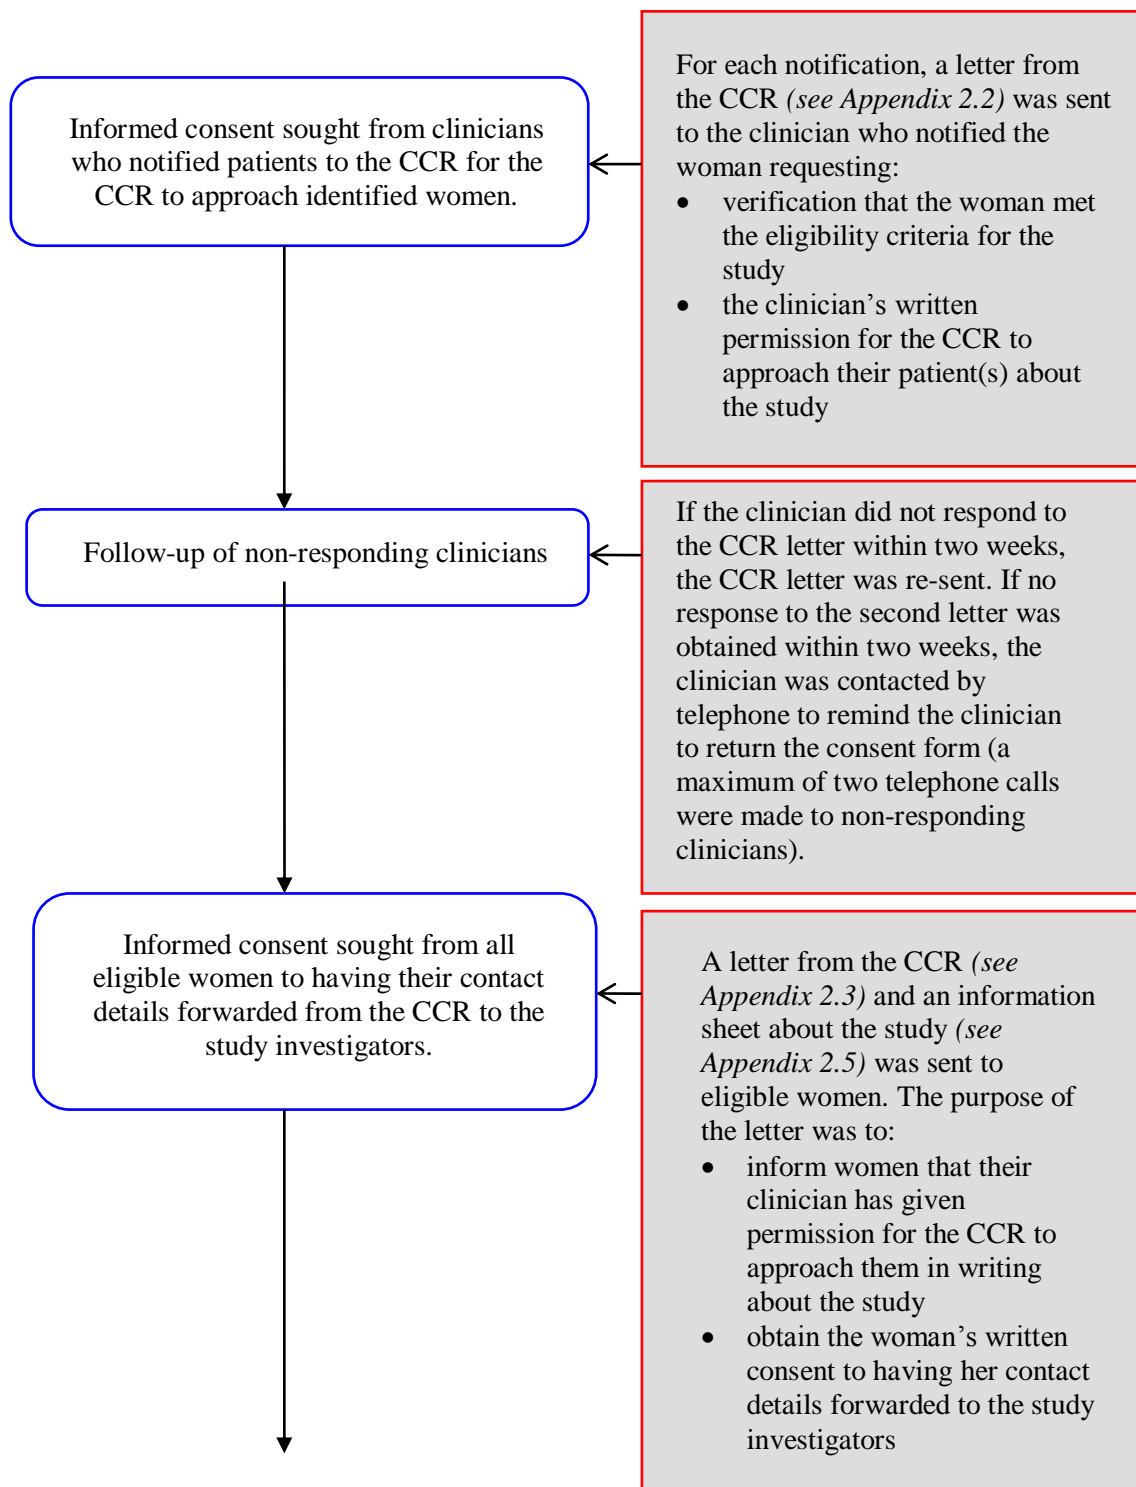 Informed consent sought from clinicians
who notified patients to the CCR for the
CCR to approach identified women.
For each notification, a letter from
the CCR (see Appendix 2.2) was sent
to the clinician who notified the
woman requesting:
• verification that the woman met
the eligibility criteria for the
study
• the clinician’s written
permission for the CCR to
approach their patient(s) about
the study
Follow-up of non-responding clinicians
If the clinician did not respond to
the CCR letter within two weeks,
the CCR letter was re-sent. If no
response to the second letter was
obtained within two weeks, the
clinician was contacted by
telephone to remind the clinician
to return the consent form (a
maximum of two telephone calls
were made to non-responding
clinicians).
Informed consent sought from all
eligible women to having their contact
details forwarded from the CCR to the
study investigators.
A letter from the CCR (see
Appendix 2.3) and an information
sheet about the study (see
Appendix 2.5) was sent to
eligible women. The purpose of
the letter was to:
• inform women that their
clinician has given
permission for the CCR to
approach them in writing
about the study
• obtain the woman’s written
consent to having her contact
details forwarded to the study
investigators